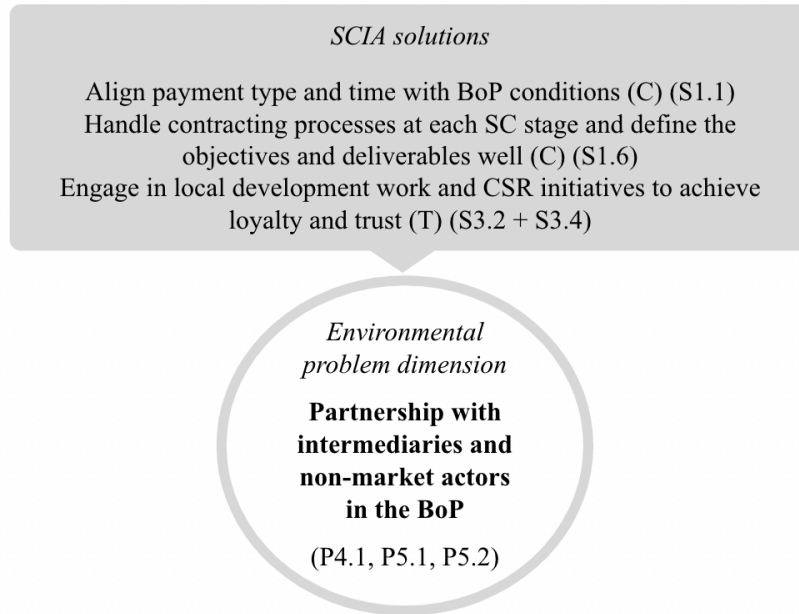 SCIA solutions
Align payment type and time with BoP conditions (C) (S1.1)
Handle contracting processes at each SC stage and define the
objectives and deliverables well (C) (S1.6)
Engage in local development work and CSR initiatives to achieve
loyalty and trust (T) (S3.2 + S3.4)
Environmental
problem dimension
Partnership with
intermediaries and
non-market actors
in the BoP
(P4.1, P5.1, P5.2)